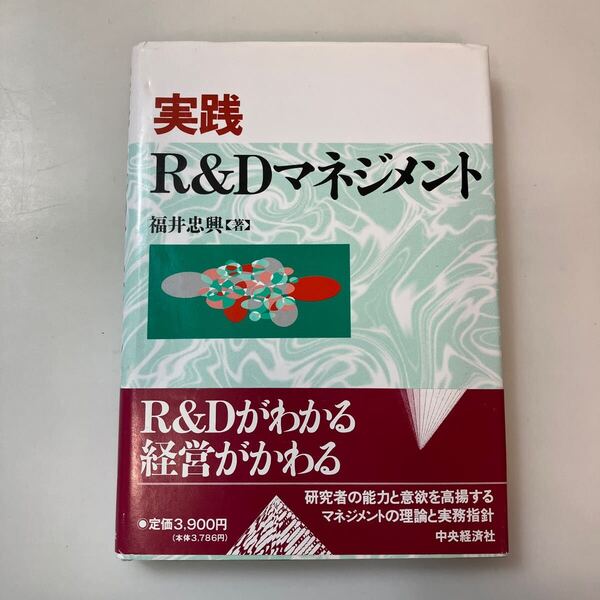 実践
R&Dマネジメント
福井忠興【著】
R&Dがわかる
経営がかわる
研究者の能力と意欲を高揚する
マネジメントの理論と実務指針
●定価3,900円
(本体3,786円)
中央経済社